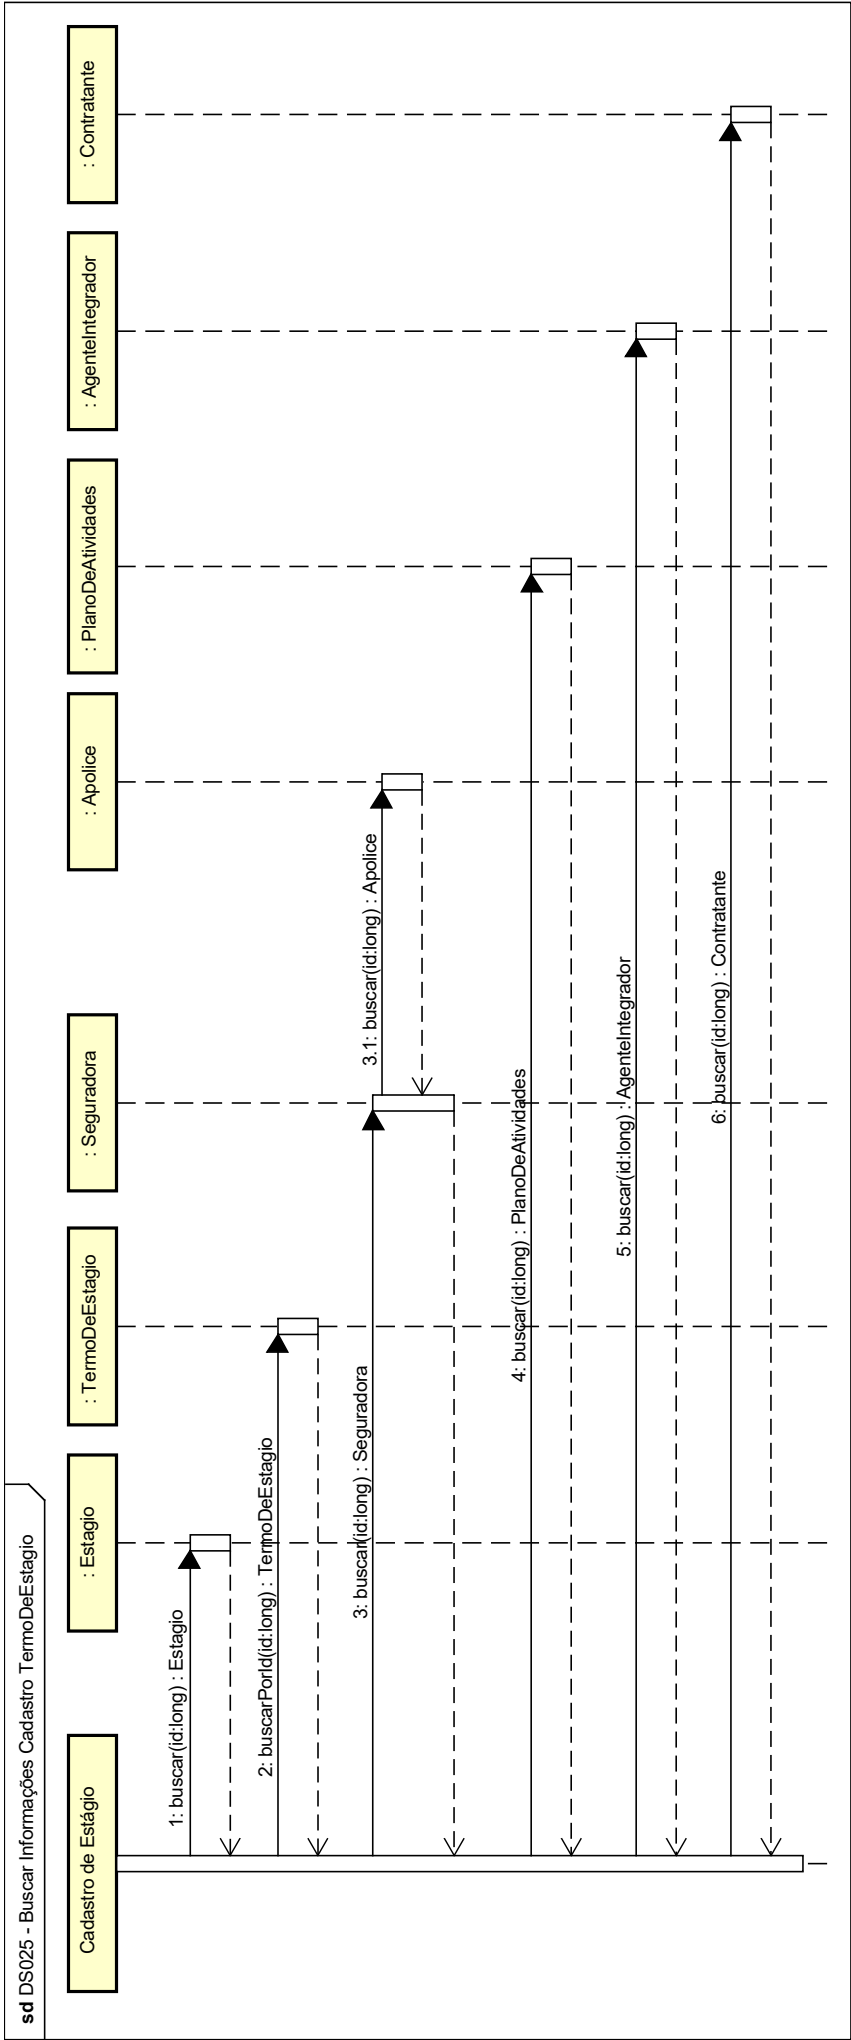 sd DS025 - Buscar Informações Cadastro TermoDeEstagio
Cadastro de Estágio
: Estagio
: TermoDeEstagio
: Seguradora
: Apolice
: PlanoDeAtividades
: AgenteIntegrador
: Contratante
1: buscar(id:long) : Estagio
2: buscarPorId(id:long) : TermoDeEstagio
3: buscar(id:long) : Seguradora
3.1: buscar(id:long) : Apolice
4: buscar(id:long) : PlanoDeAtividades
5: buscar(id:long) : AgenteIntegrador
6: buscar(id:long) : Contratante